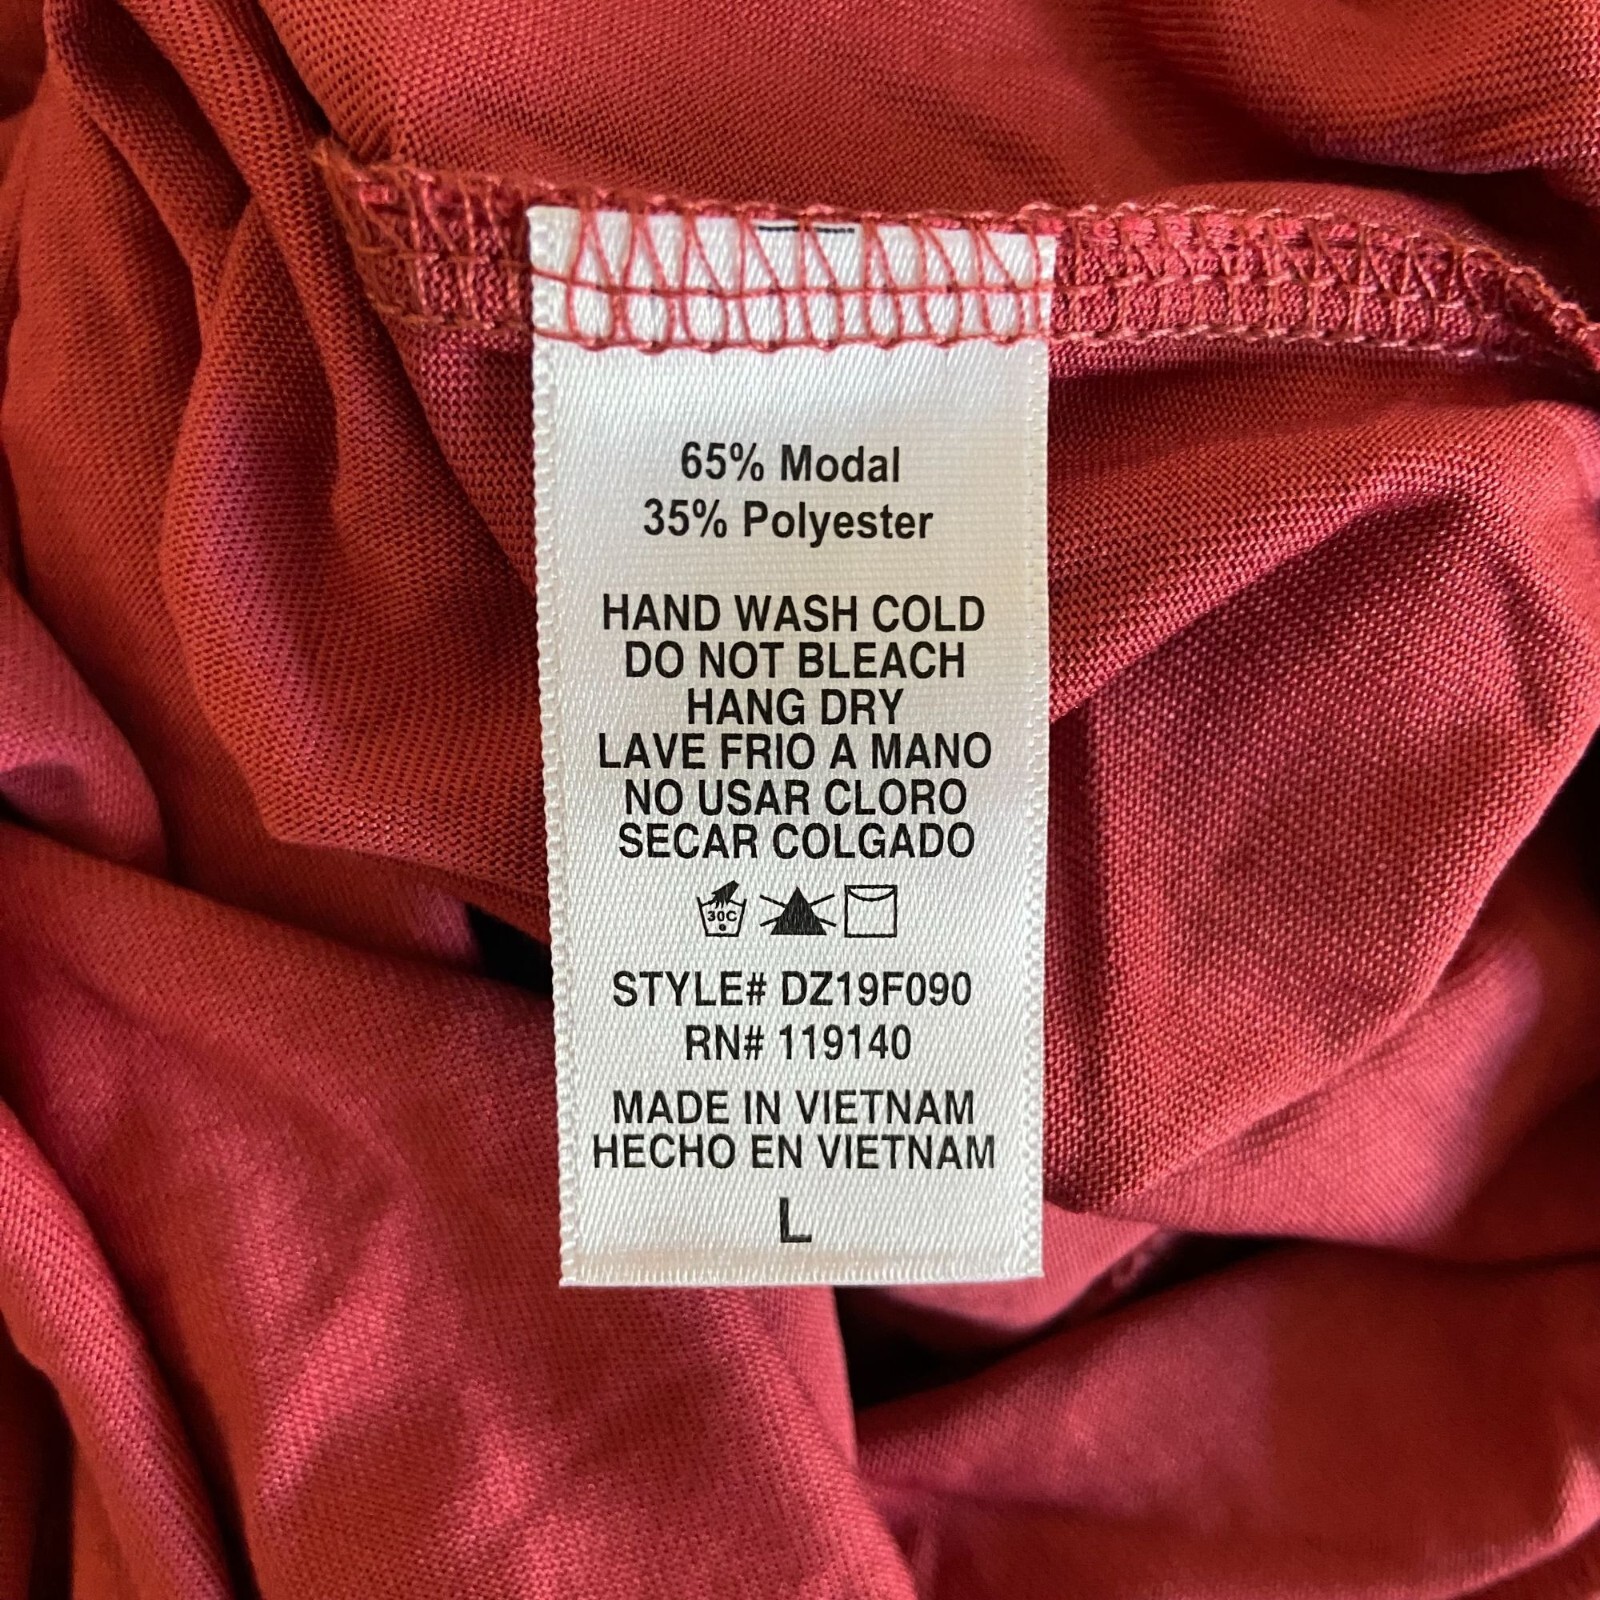 65% Modal
35% Polyester
HAND WASH COLD
DO NOT BLEACH
HANG DRY
LAVE FRIO A MANO
NO USAR CLORO
SECAR COLGADO
30C
STYLE# DZ19F090
RN# 119140
MADE IN VIETNAM
HECHO EN VIETNAM
L